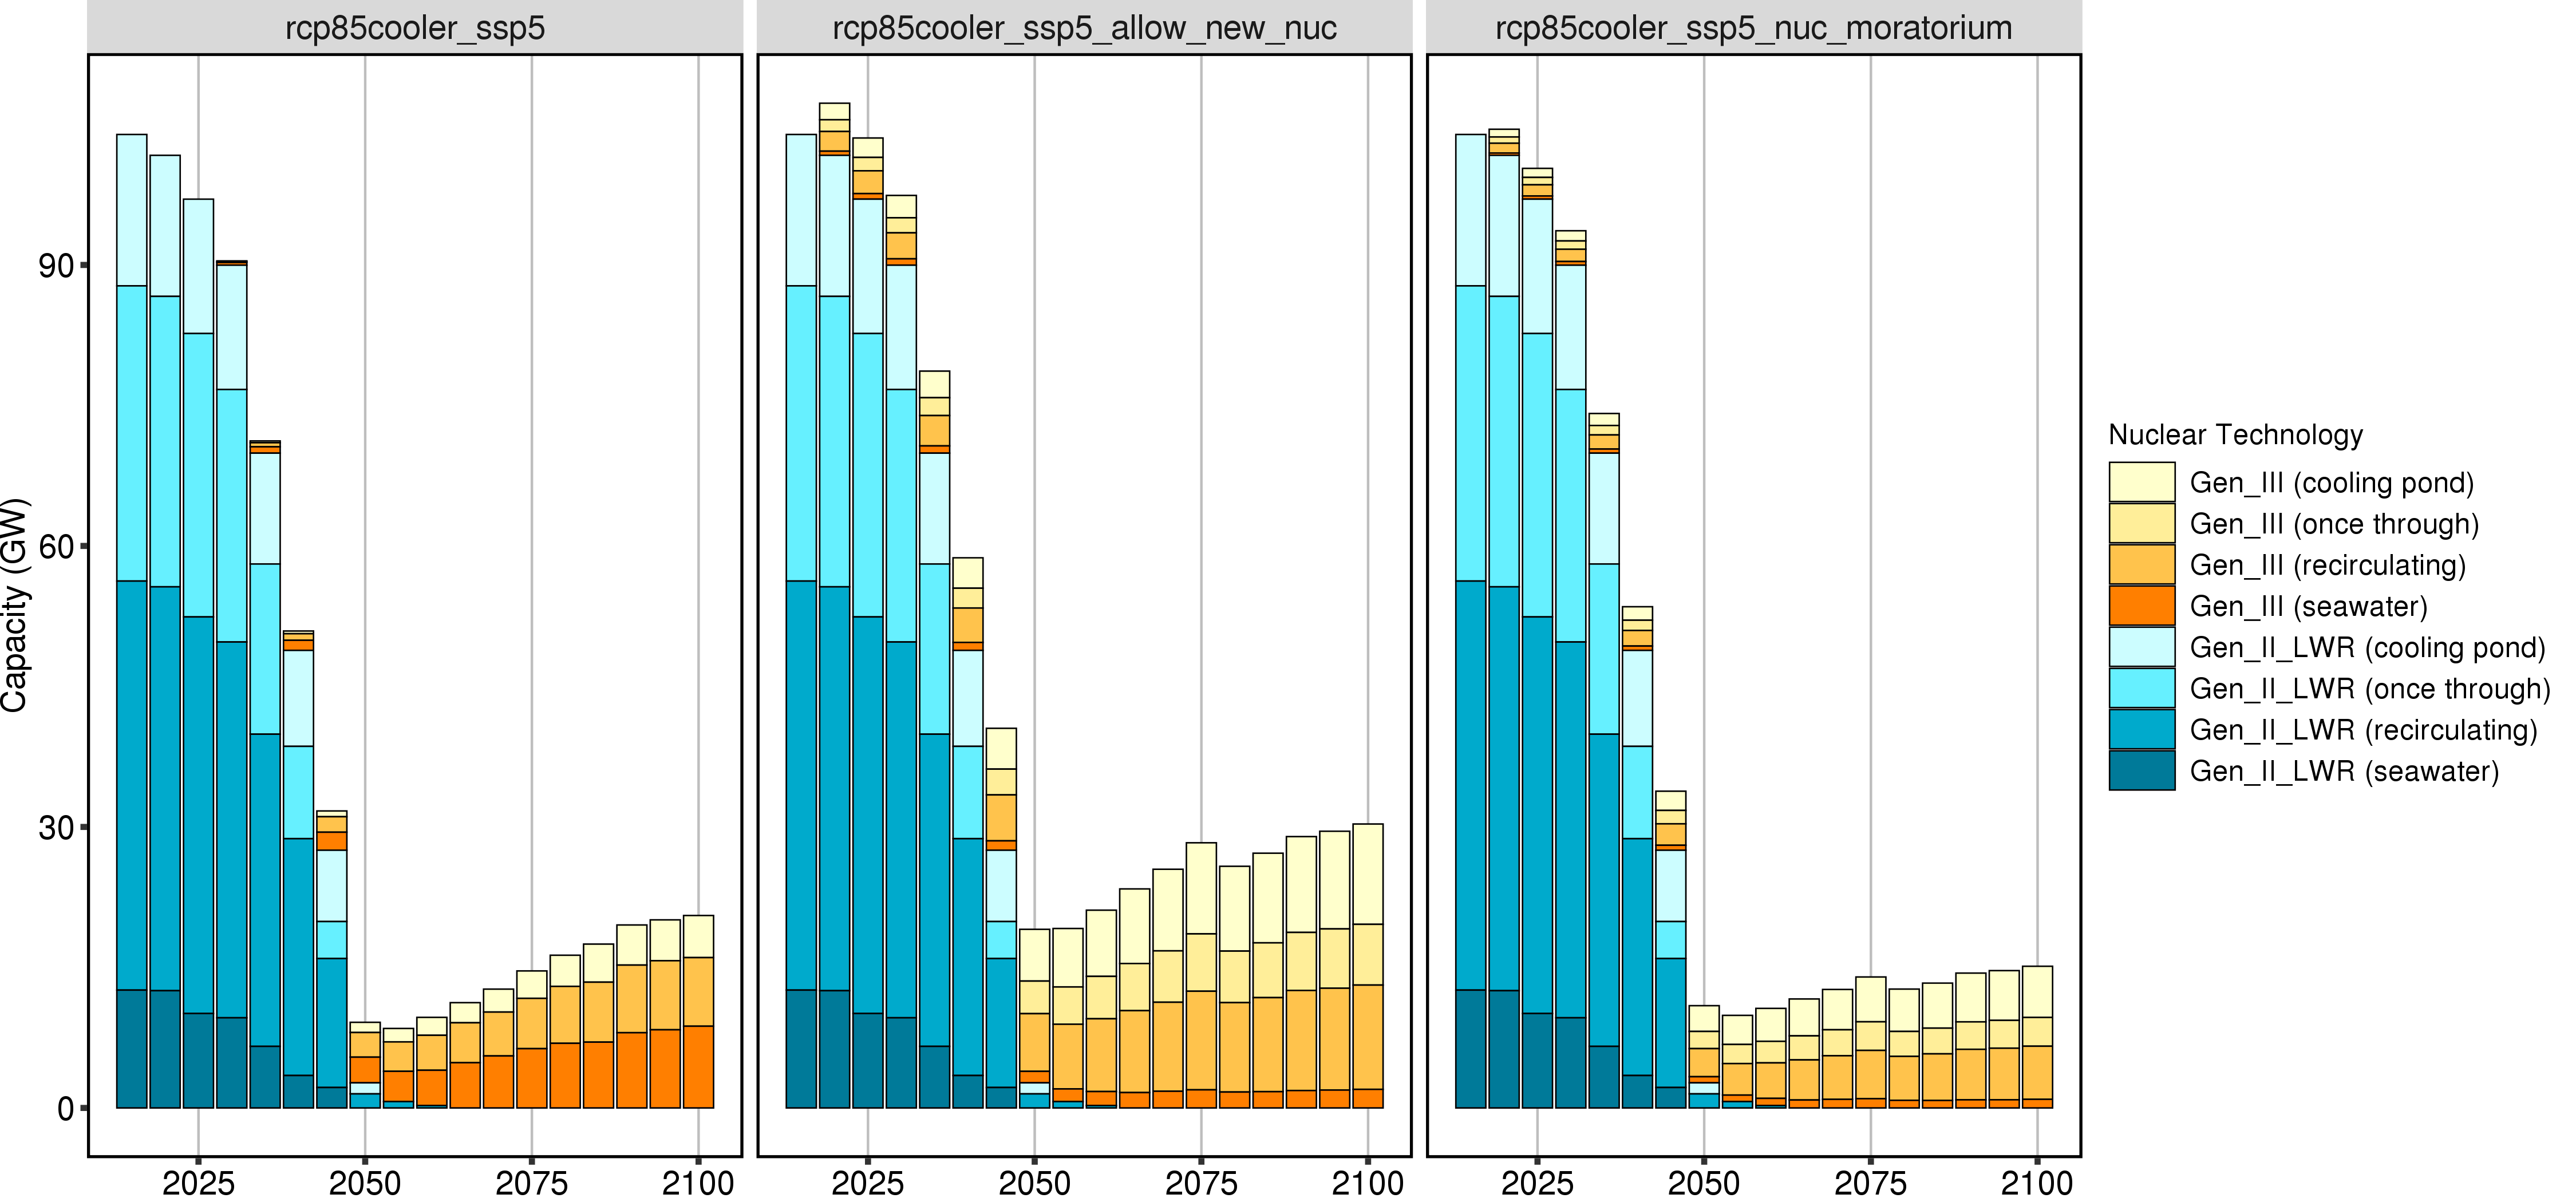 rcp85cooler_ssp5
rcp85cooler_ssp5_allow_new_nuc
rcp85cooler_ssp5_nuc_moratorium
Capacity (GW)
90
60
30
0
2025 2050 2075 2100
2025 2050 2075 2100
2025 2050 2075 2100
Nuclear Technology
Gen_III (cooling pond)
Gen_III (once through)
Gen_III (recirculating)
Gen_III (seawater)
Gen_II_LWR (cooling pond)
Gen_II_LWR (once through)
Gen_II_LWR (recirculating)
Gen_II_LWR (seawater)